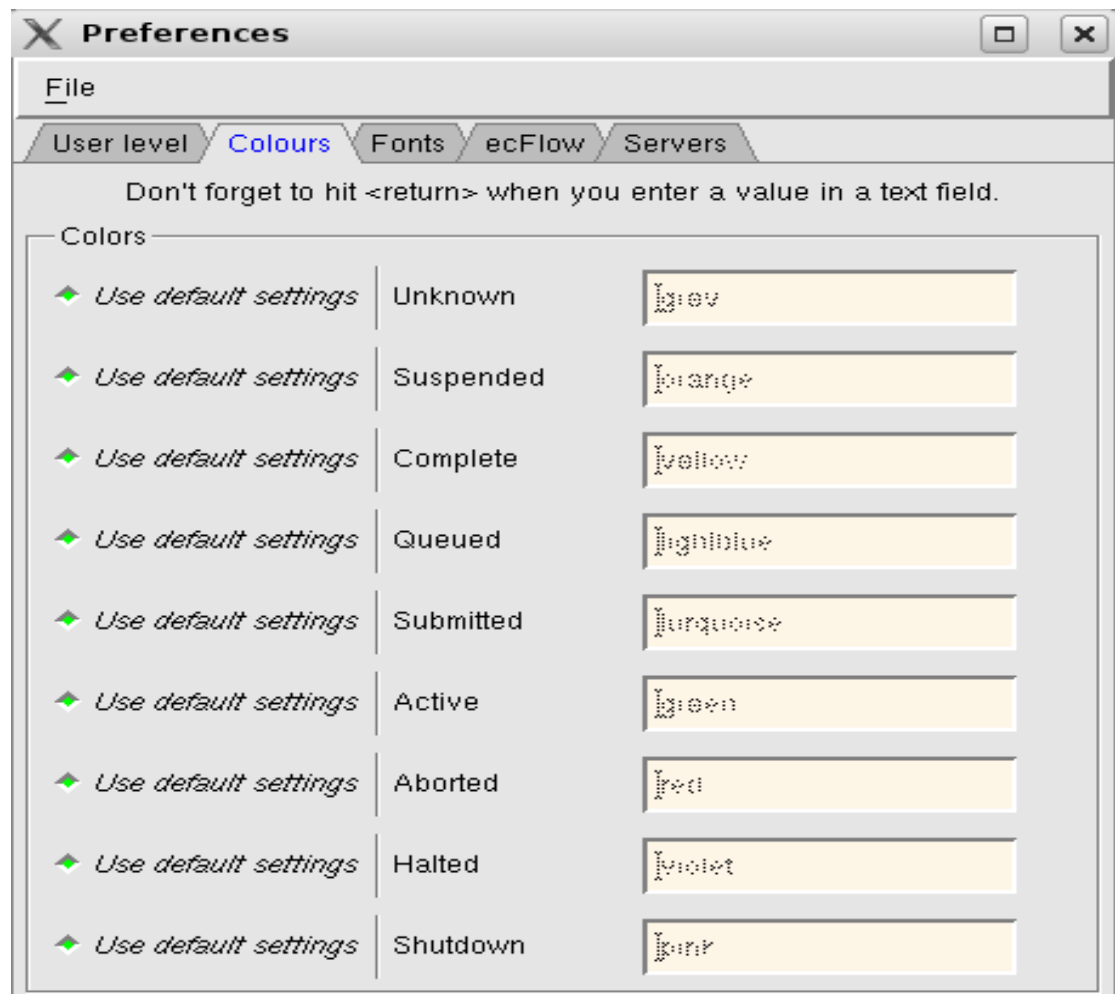 Preferences
File
User level Colours Fonts ecFlow Servers
Don't forget to hit <return> when you enter a value in a text field.
Colors
Use default settings Unknown grey
Use default settings Suspended orange
Use default settings Complete yellow
Use default settings Queued lightblue
Use default settings Submitted turquoise
Use default settings Active green
Use default settings Aborted red
Use default settings Halted violet
Use default settings Shutdown pink